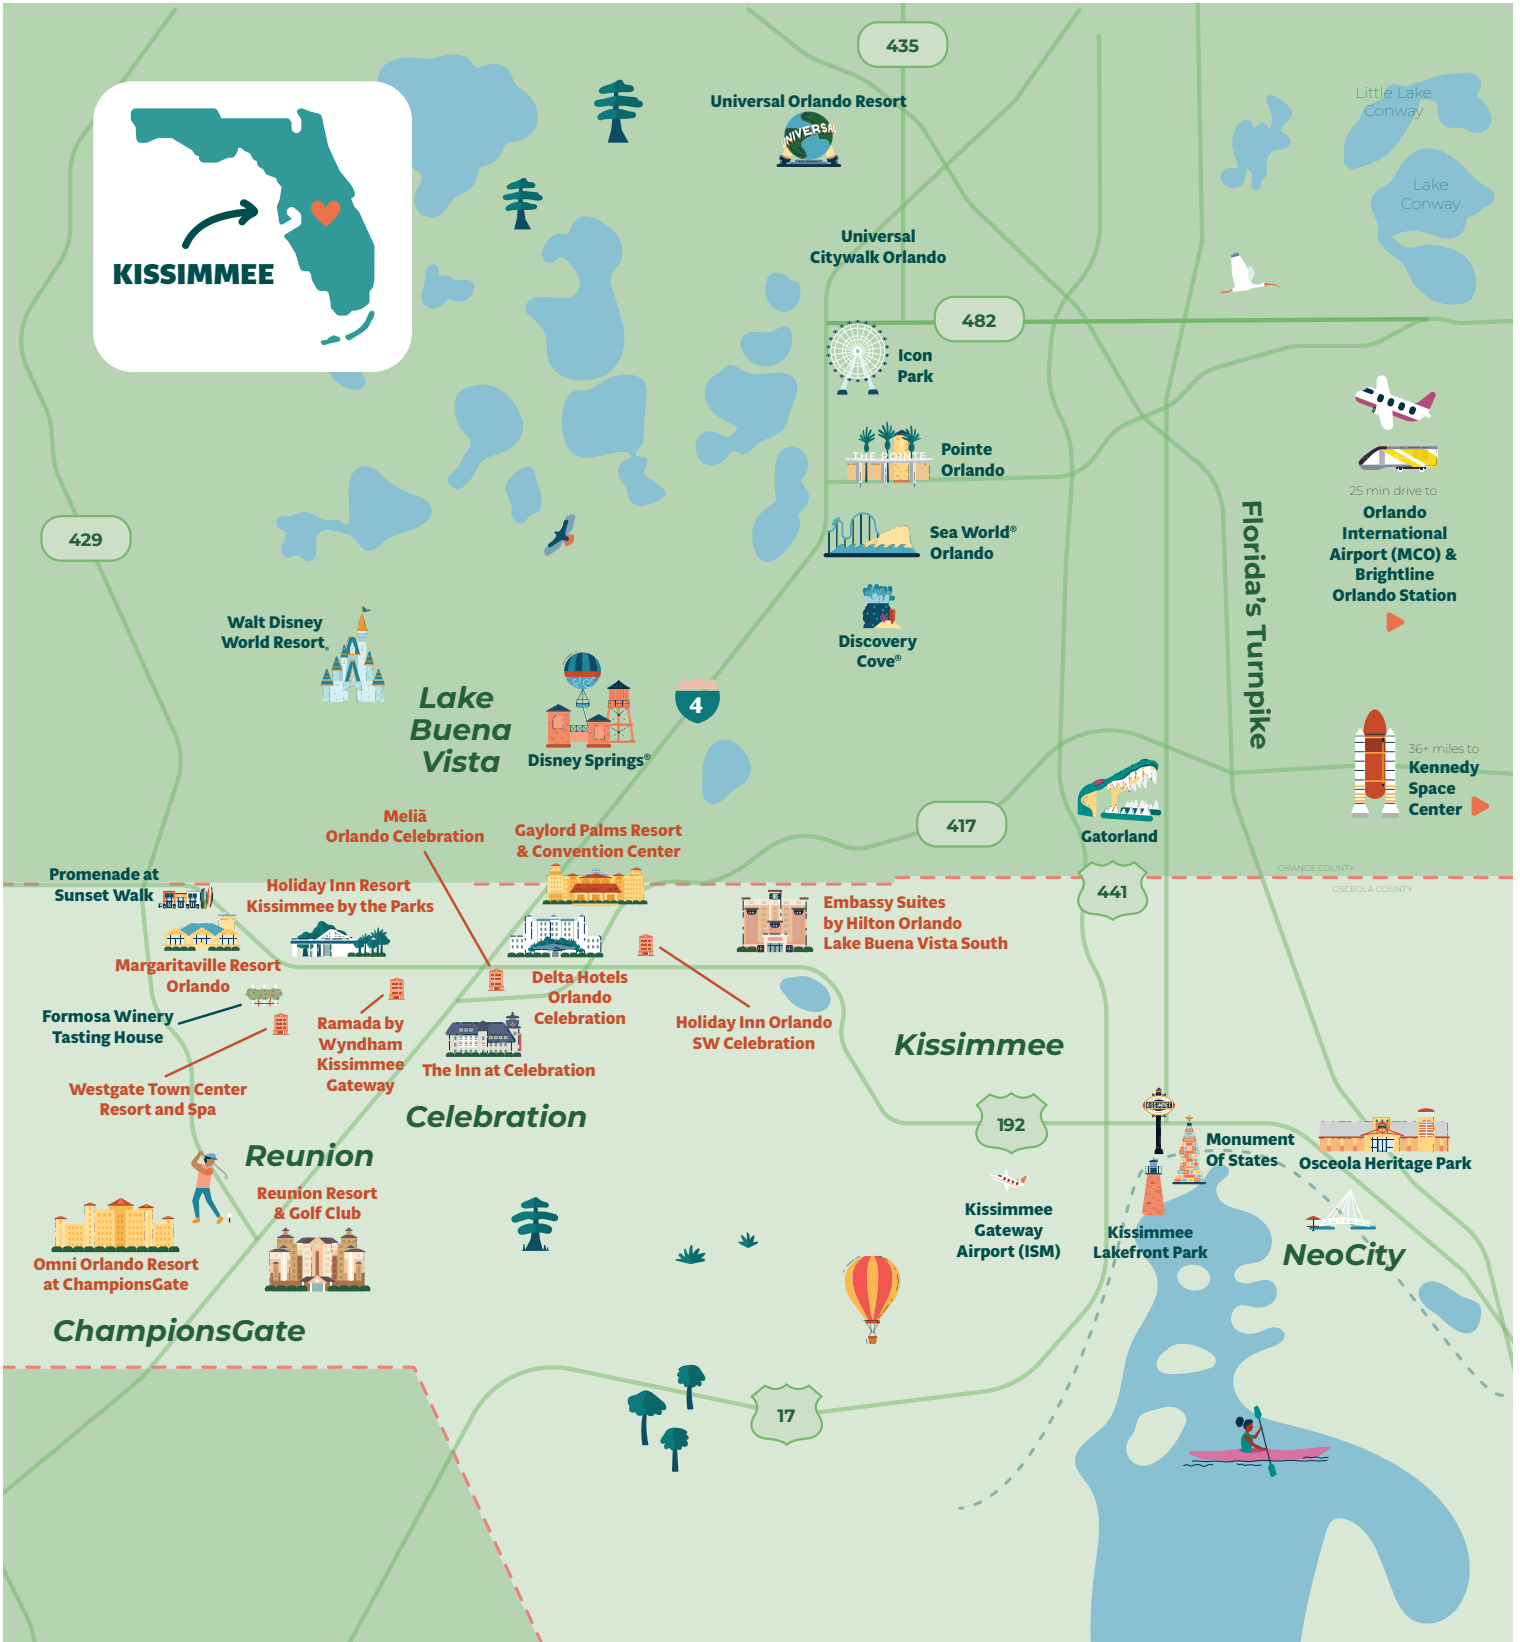 435
Universal Orlando Resort
UNIVERSAL
Little Lake
Conway
Lake
Conway
KISSIMMEE
Universal
Citywalk Orlando
482
Icon
Park
THE POINTE
Pointe
Orlando
429
Sea World®
Orlando
Discovery
Cove®
25 min drive to
Orlando
International
Airport (MCO) &
Brightline
Orlando Station
Florida's Turnpike
Walt Disney
World Resort®
Lake
Buena
Vista
4
Disney Springs®
36+ miles to
Kennedy
Space
Center
417
Gatorland
Meliã
Orlando Celebration
Gaylord Palms Resort
& Convention Center
ORANGE COUNTY
OSCEOLA COUNTY
441
Promenade at
Sunset Walk
Holiday Inn Resort
Kissimmee by the Parks
Embassy Suites
by Hilton Orlando
Lake Buena Vista South
Margaritaville Resort
Orlando
Delta Hotels
Orlando
Celebration
Formosa Winery
Tasting House
Ramada by
Wyndham
Kissimmee
Gateway
Holiday Inn Orlando
SW Celebration
Kissimmee
The Inn at Celebration
Westgate Town Center
Resort and Spa
Celebration
192
KISSIMMEE
Monument
Of States
Osceola Heritage Park
Reunion
Reunion Resort
& Golf Club
Kissimmee
Gateway
Airport (ISM)
Kissimmee
Lakefront Park
NeoCity
Omni Orlando Resort
at ChampionsGate
ChampionsGate
17